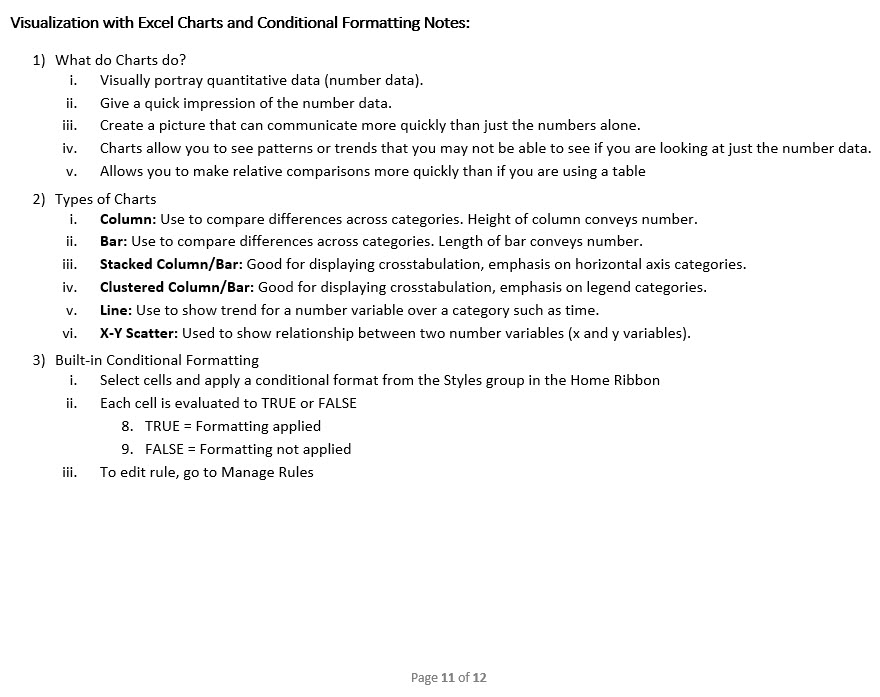 Visualization with Excel Charts and Conditional Formatting Notes:
1) What do Charts do?
i. Visually portray quantitative data (number data).
ii. Give a quick impression of the number data.
iii. Create a picture that can communicate more quickly than just the numbers alone.
iv. Charts allow you to see patterns or trends that you may not be able to see if you are looking at just the number data.
v. Allows you to make relative comparisons more quickly than if you are using a table
2) Types of Charts
i. Column: Use to compare differences across categories. Height of column conveys number.
ii. Bar: Use to compare differences across categories. Length of bar conveys number.
iii. Stacked Column/Bar: Good for displaying crosstabulation, emphasis on horizontal axis categories.
iv. Clustered Column/Bar: Good for displaying crosstabulation, emphasis on legend categories.
v. Line: Use to show trend for a number variable over a category such as time.
vi. X-Y Scatter: Used to show relationship between two number variables (x and y variables).
3) Built-in Conditional Formatting
i. Select cells and apply a conditional format from the Styles group in the Home Ribbon
ii. Each cell is evaluated to TRUE or FALSE
8. TRUE = Formatting applied
9. FALSE = Formatting not applied
iii. To edit rule, go to Manage Rules
Page 11 of 12